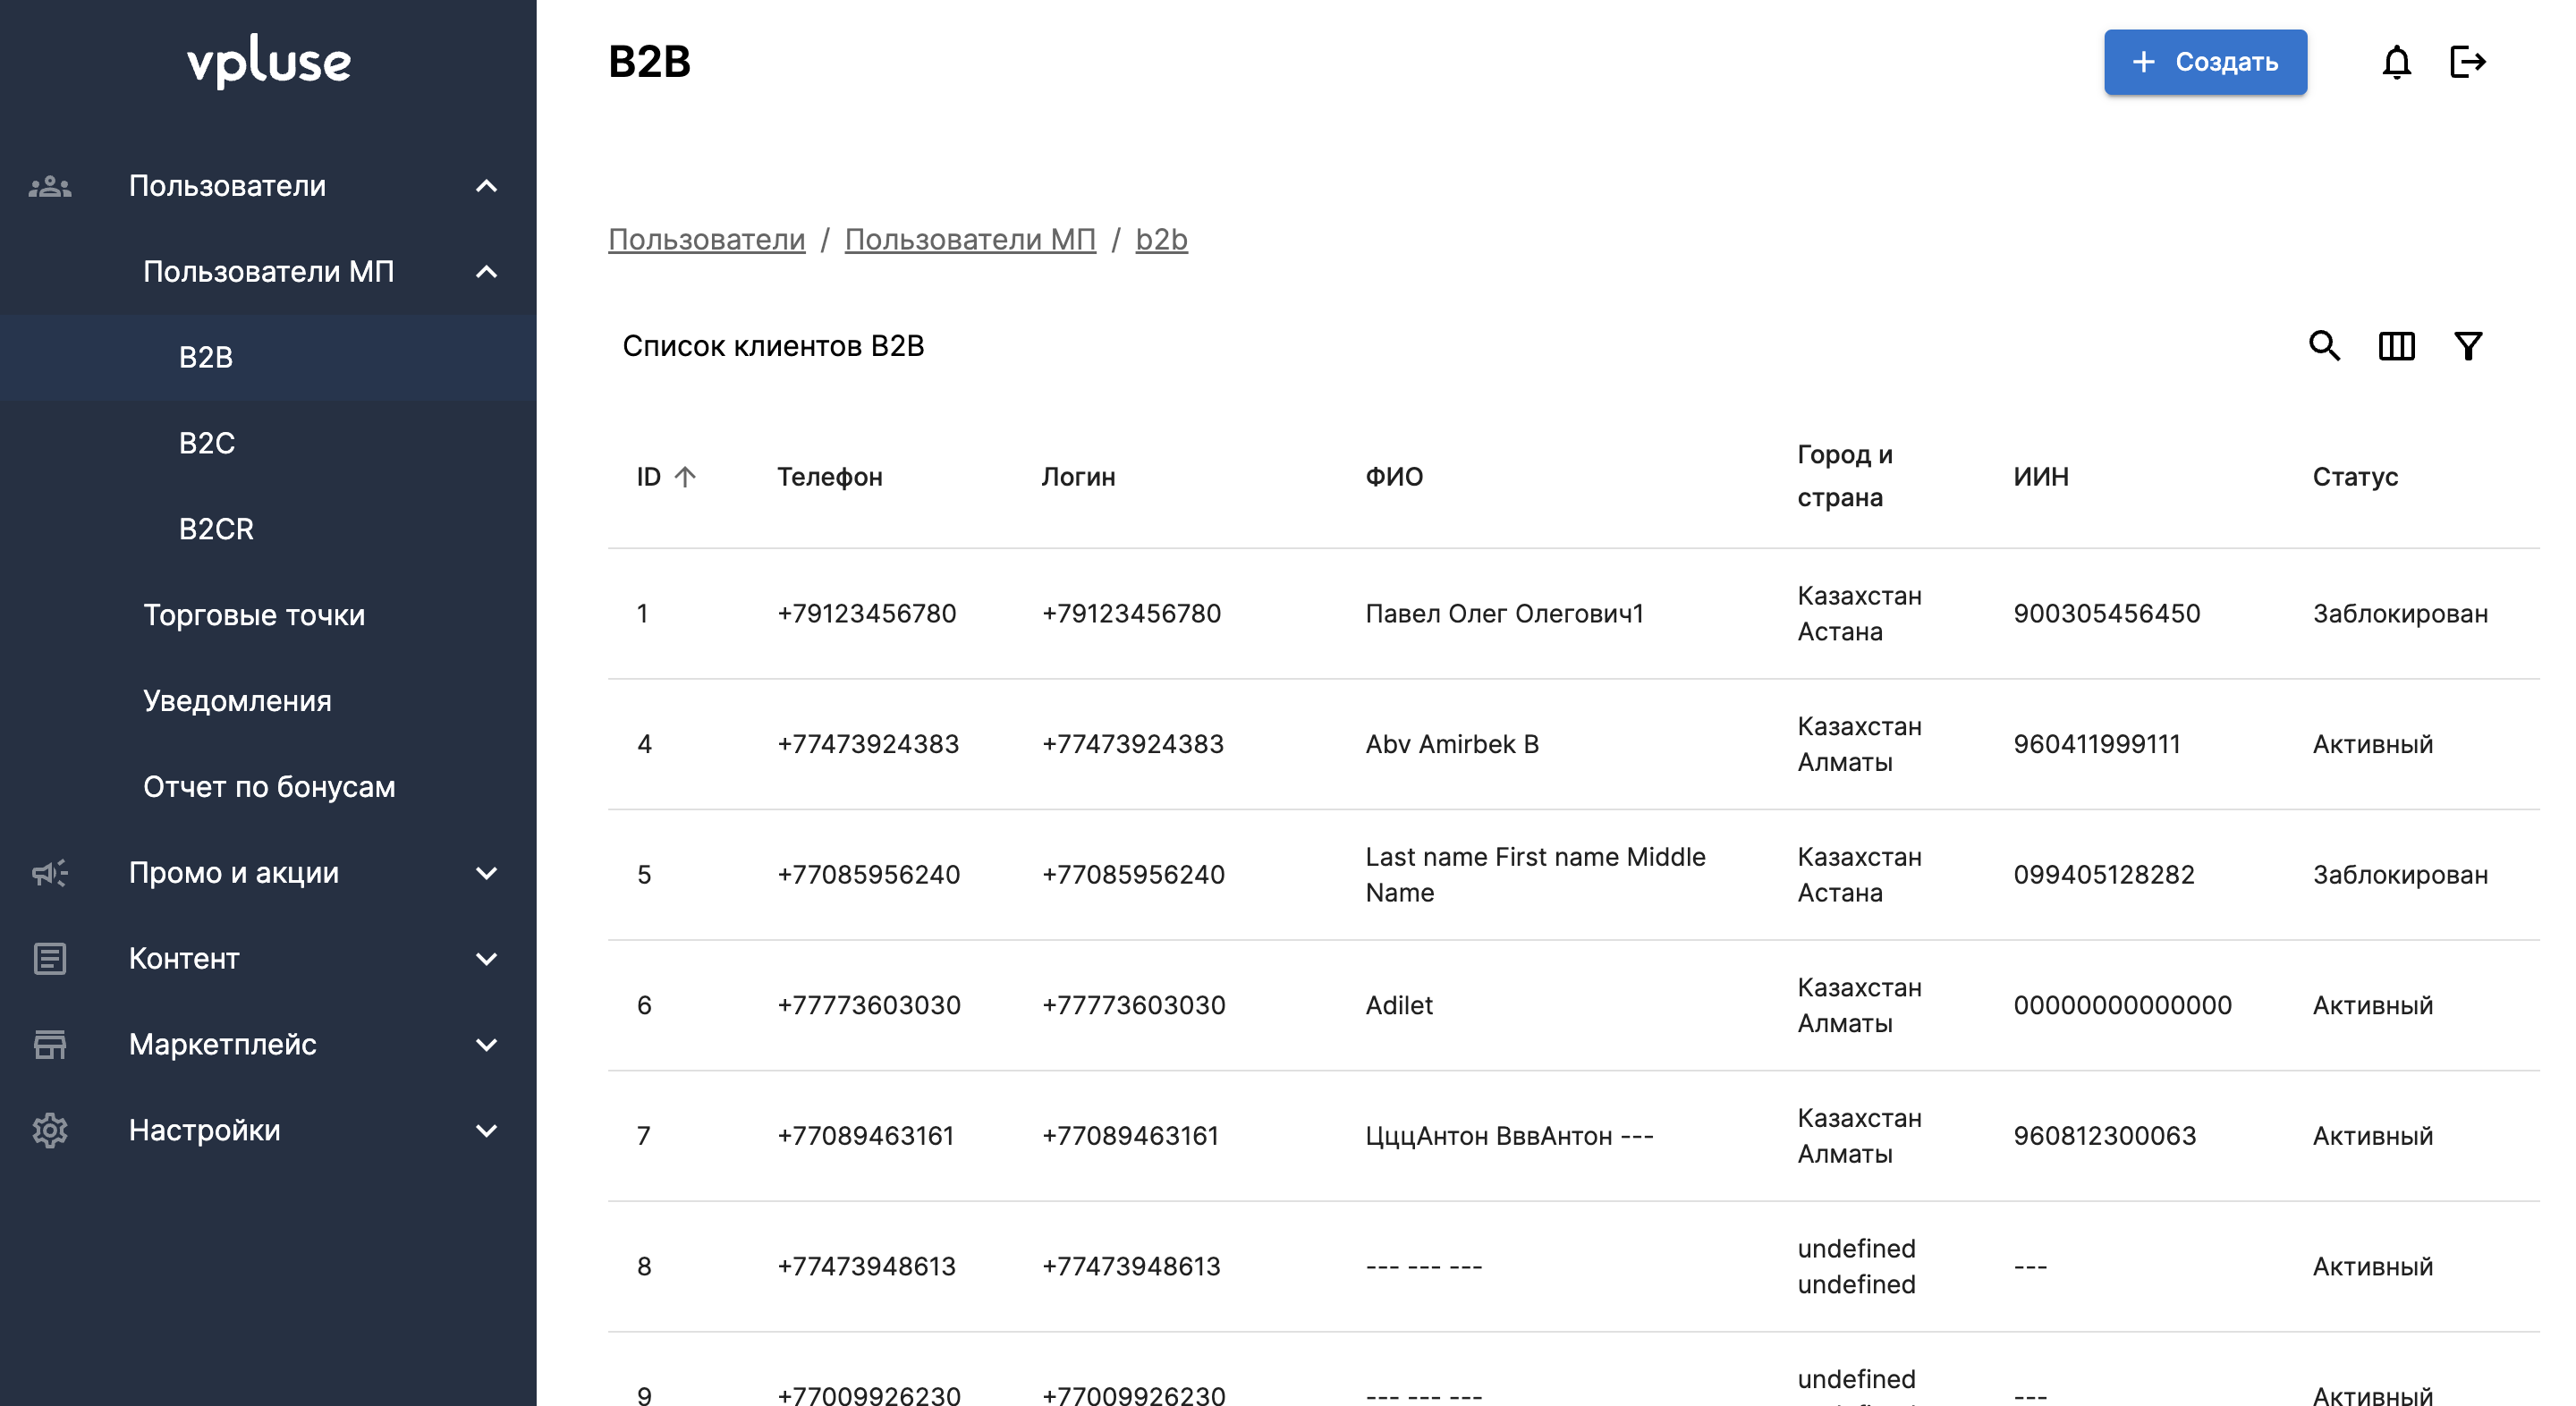 vpluse
B2B
Создать
Пользователи
Пользователи МП
B2B
B2C
B2CR
Торговые точки
Уведомления
Отчет по бонусам
Промо и акции
Контент
Маркетплейс
Настройки
Пользователи / Пользователи МП / b2b
Список клиентов B2B
ID Телефон Логин ФИО Город и страна ИИН Статус
1 +79123456780 +79123456780 Павел Олег Олегович1 Казахстан Астана 900305456450 Заблокирован
4 +77473924383 +77473924383 Abv Amirbek B Казахстан Алматы 960411999111 Активный
5 +77085956240 +77085956240 Last name First name Middle Name Казахстан Астана 099405128282 Заблокирован
6 +77773603030 +77773603030 Adilet Казахстан Алматы 00000000000000 Активный
7 +77089463161 +77089463161 ЦццАнтон ВввАнтон --- Казахстан Алматы 960812300063 Активный
8 +77473948613 +77473948613 --- --- --- undefined undefined --- Активный
9 +77009926230 +77009926230 --- --- --- undefined --- Активный